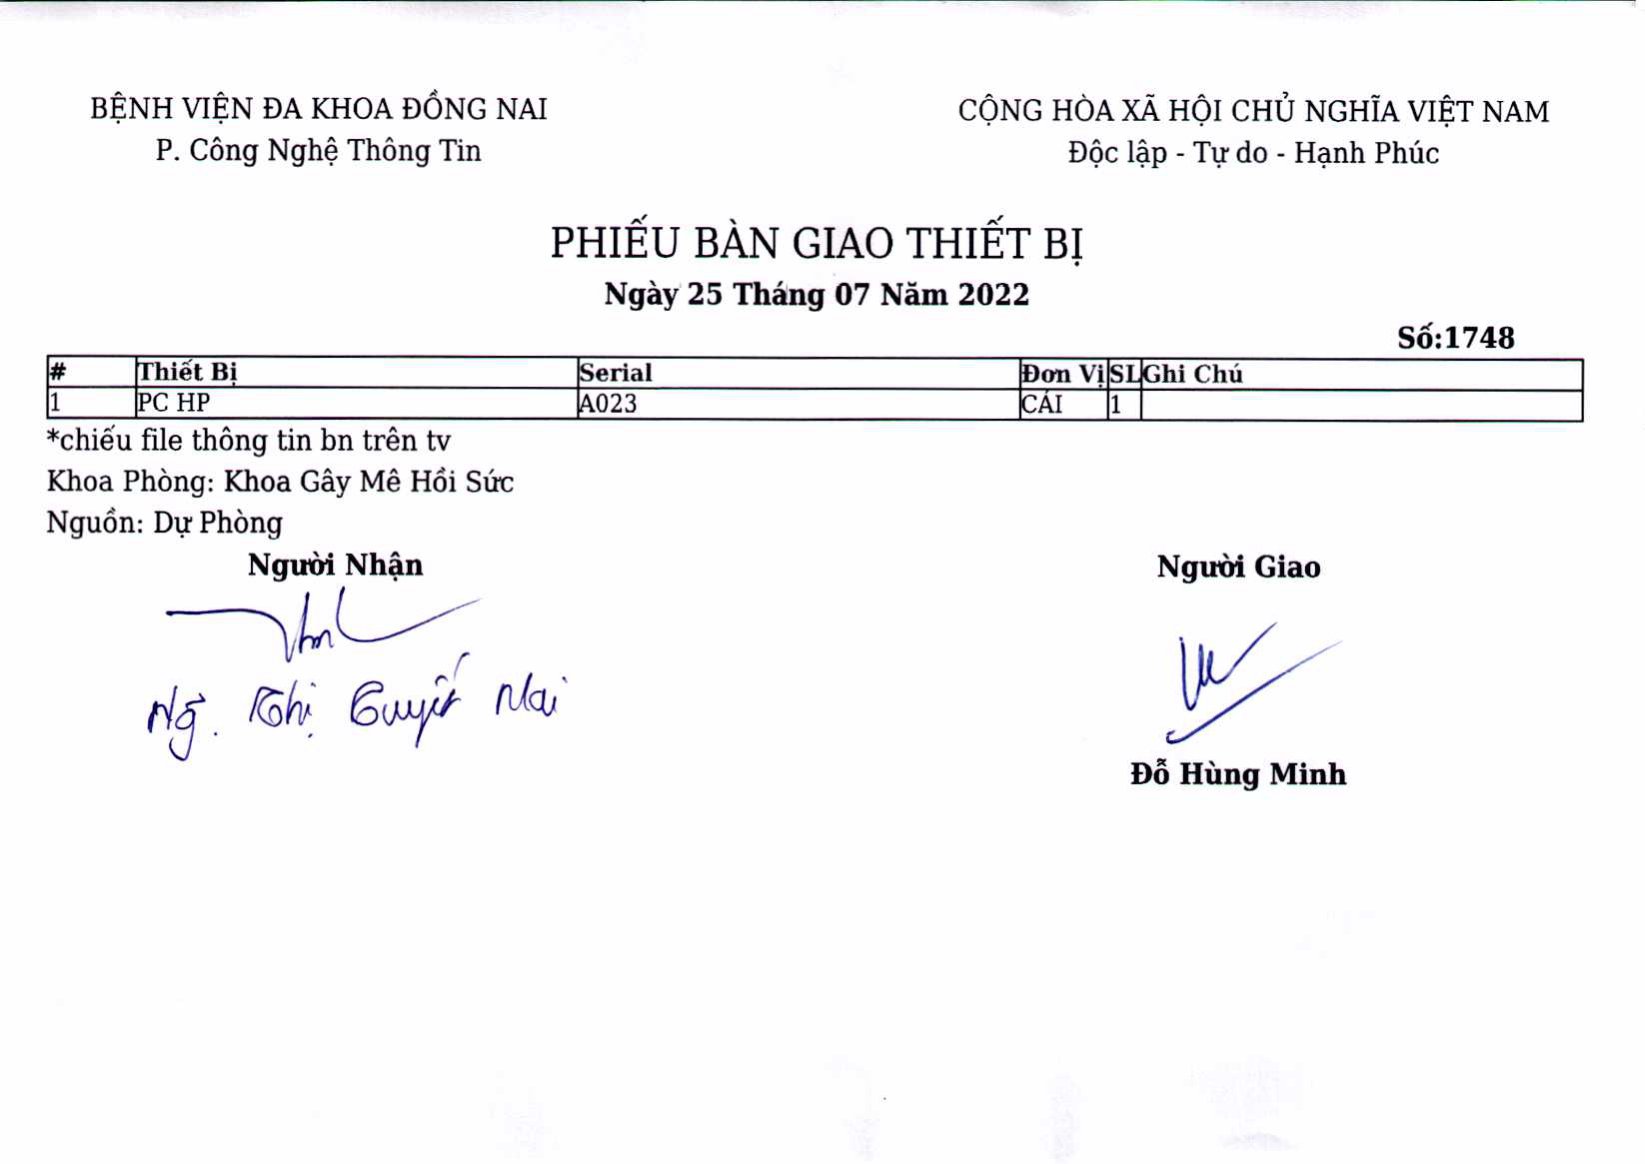 BỆNH VIỆN ĐA KHOA ĐỒNG NAI
P. Công Nghệ Thông Tin
CỘNG HÒA XÃ HỘI CHỦ NGHĨA VIỆT NAM
Độc lập - Tự do - Hạnh Phúc
PHIẾU BÀN GIAO THIẾT BỊ
Ngày 25 Tháng 07 Năm 2022
Số:1748
# Thiết Bị Serial Đơn Vị SL Ghi Chú
1 PC HP A023 CÁI 1
*chiếu file thông tin bn trên tv
Khoa Phòng: Khoa Gây Mê Hồi Sức
Nguồn: Dự Phòng
Người Nhận
Người Giao
Ng. Thị Tuyết Mai
Đỗ Hùng Minh